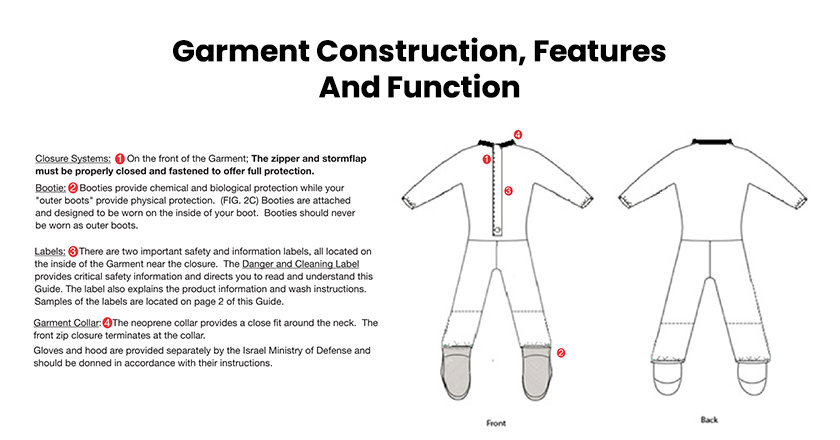 Garment Construction, Features
And Function
Closure Systems: 1 On the front of the Garment; The zipper and stormflap
must be properly closed and fastened to offer full protection.
Bootie: 2 Booties provide chemical and biological protection while your
"outer boots" provide physical protection. (FIG. 2C) Booties are attached
and designed to be worn on the inside of your boot. Booties should never
be worn as outer boots.
Labels: 3 There are two important safety and information labels, all located on
the inside of the Garment near the closure. The Danger and Cleaning Label
provides critical safety information and directs you to read and understand this
Guide. The label also explains the product information and wash instructions.
Samples of the labels are located on page 2 of this Guide.
Garment Collar: 4 The neoprene collar provides a close fit around the neck. The
front zip closure terminates at the collar.
Gloves and hood are provided separately by the Israel Ministry of Defense and
should be donned in accordance with their instructions.
4
1
3
2
Front
Back